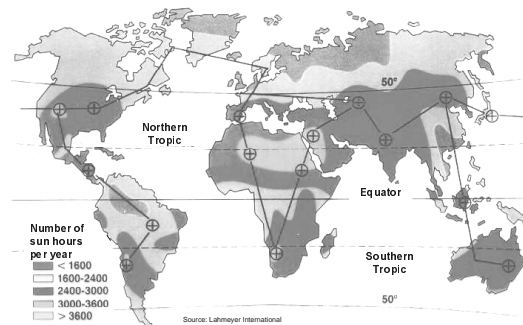 50°
Northern
Tropic
Equator
Number of
sun hours
per year
< 1600
1600-2400
2400-3000
3000-3600
> 3600
Southern
Tropic
50°
Source: Lahmeyer International